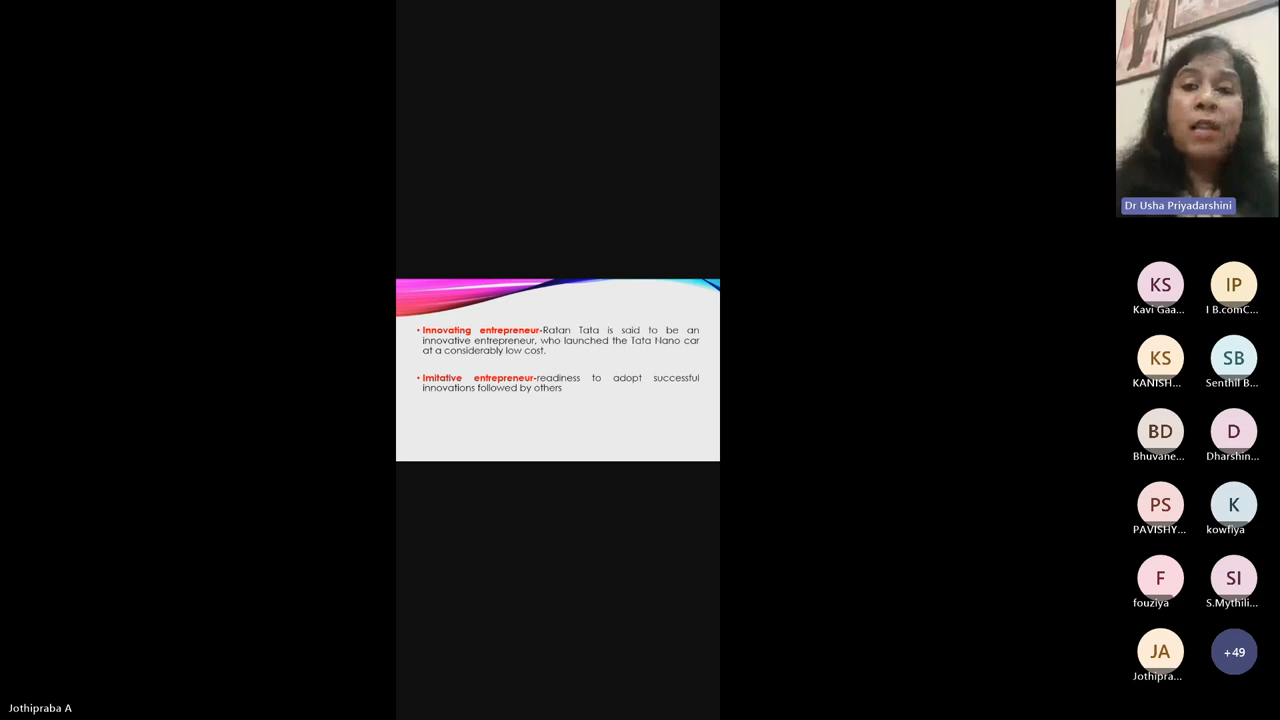 • Innovating entrepreneur-Ratan Tata is said to be an
innovative entrepreneur, who launched the Tata Nano car
at a considerably low cost.
• Imitative entrepreneur-readiness to adopt successful
innovations followed by others
Dr Usha Priyadarshini
KS
Kavi Gaa...
IP
I B.comC...
KS
KANISH...
SB
Senthil B...
BD
Bhuvane...
D
Dharshin...
PS
PAVISHY...
K
kowfiya
F
fouziya
SI
S.Mythili...
JA
Jothipra...
+49
Jothipraba A